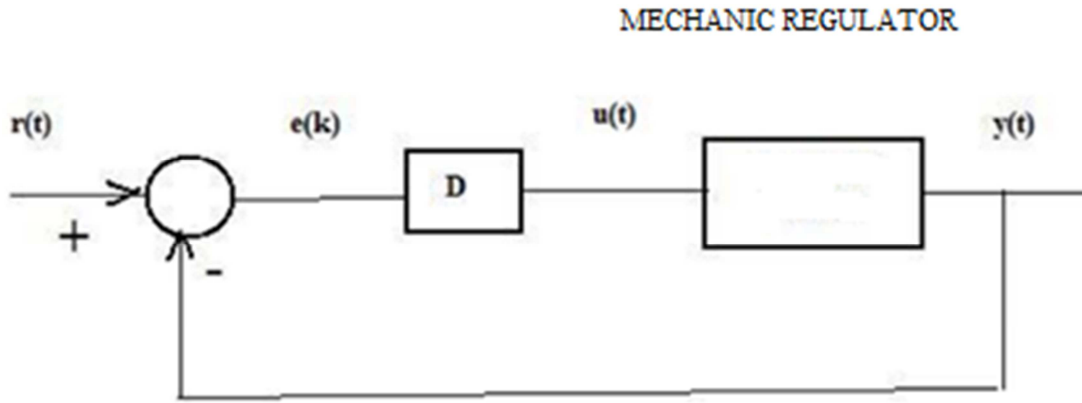 MECHANIC REGULATOR
r(t) e(k) u(t) y(t)
D
+
-